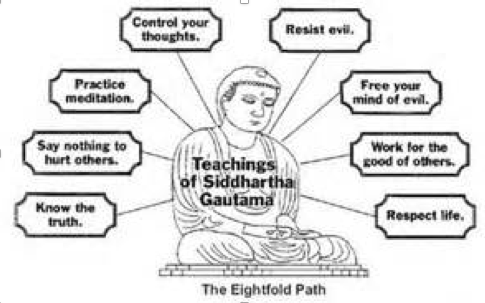 Control your
thoughts.
Resist evil.
Practice
meditation.
Free your
mind of evil.
Say nothing to
hurt others.
Work for the
good of others.
Know the
truth.
Respect life.
Teachings
of Siddhartha
Gautama
The Eightfold Path